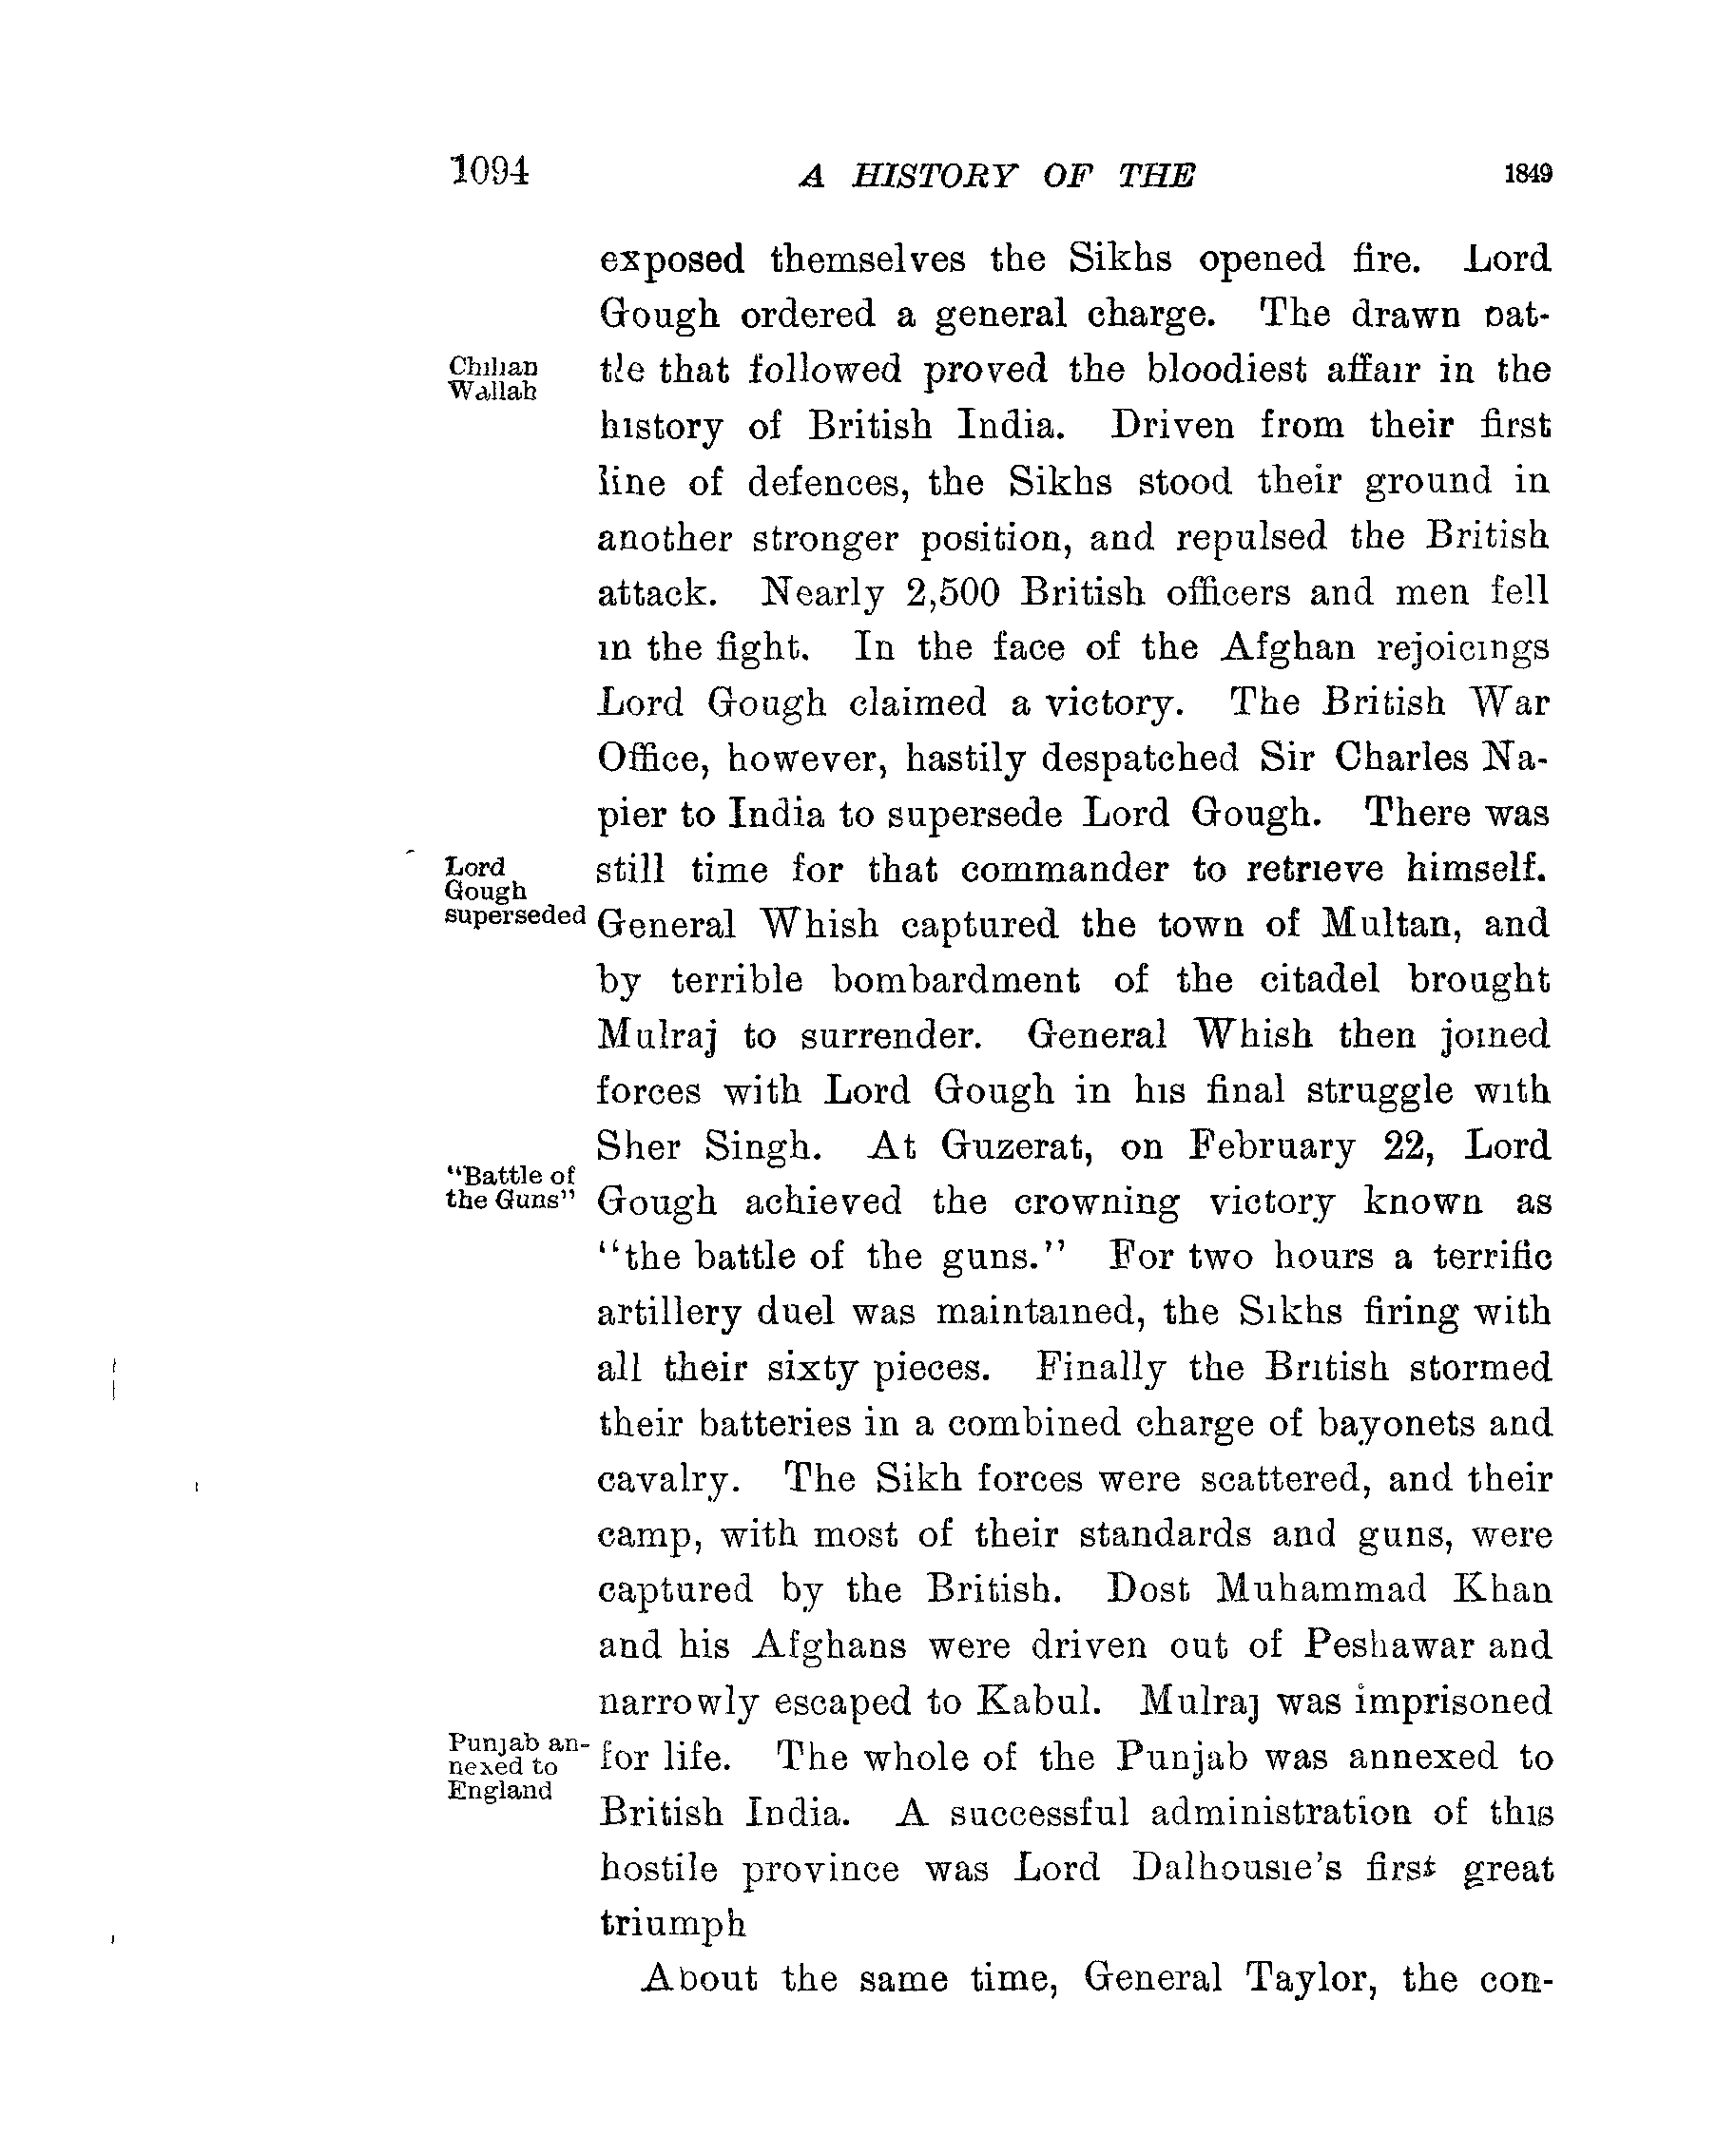 1094 A HISTORY OF THE 1849
exposed themselves the Sikhs opened fire. Lord
Gough ordered a general charge. The drawn bat-
Chilian
Wallah
tle that followed proved the bloodiest affair in the
history of British India. Driven from their first
line of defences, the Sikhs stood their ground in
another stronger position, and repulsed the British
attack. Nearly 2,500 British officers and men fell
in the fight. In the face of the Afghan rejoicings
Lord Gough claimed a victory. The British War
Office, however, hastily despatched Sir Charles Na-
pier to India to supersede Lord Gough. There was
Lord
Gough
superseded
still time for that commander to retrieve himself.
General Whish captured the town of Multan, and
by terrible bombardment of the citadel brought
Mulraj to surrender. General Whish then joined
forces with Lord Gough in his final struggle with
Sher Singh. At Guzerat, on February 22, Lord
"Battle of
the Guns"
Gough achieved the crowning victory known as
"the battle of the guns." For two hours a terrific
artillery duel was maintained, the Sikhs firing with
all their sixty pieces. Finally the British stormed
their batteries in a combined charge of bayonets and
cavalry. The Sikh forces were scattered, and their
camp, with most of their standards and guns, were
captured by the British. Dost Muhammad Khan
and his Afghans were driven out of Peshawar and
narrowly escaped to Kabul. Mulraj was imprisoned
Punjab an-
nexed to
England
for life. The whole of the Punjab was annexed to
British India. A successful administration of this
hostile province was Lord Dalhousie's first great
triumph
About the same time, General Taylor, the con-